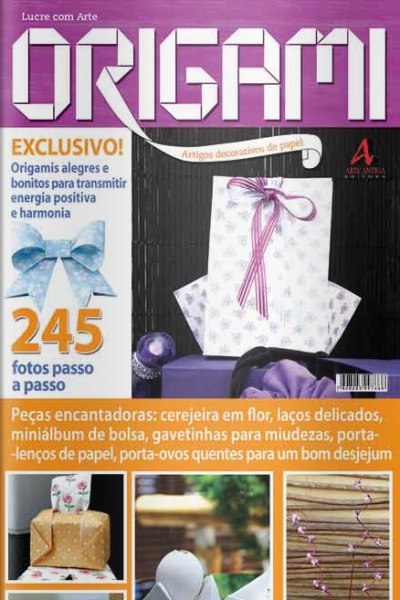 Lucre com Arte
ORIGAMI
Artigos decorativos de papel
EXCLUSIVO!
Origamis alegres e
bonitos para transmitir
energia positiva
e harmonia
A
ARTEANTIGA
EDITORA
245
fotos passo
a passo
Peças encantadoras: cerejeira em flor, laços delicados,
miniálbum de bolsa, gavetinhas para miudezas, porta-
-lenços de papel, porta-ovos quentes para um bom desjejum